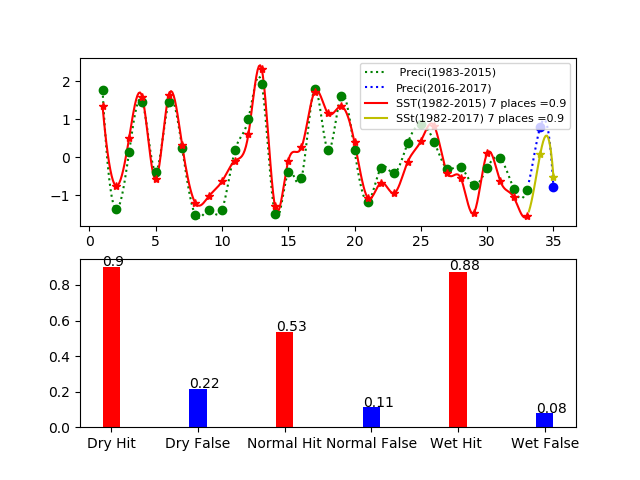 2
1
0
−1
Preci(1983-2015)
Preci(2016-2017)
SST(1982-2015) 7 places =0.9
SSt(1982-2017) 7 places =0.9
0 5 10 15 20 25 30 35
0.8
0.6
0.4
0.2
0.0
0.9
0.22
0.53
0.11
0.88
0.08
Dry Hit Dry False Normal Hit Normal False Wet Hit Wet False